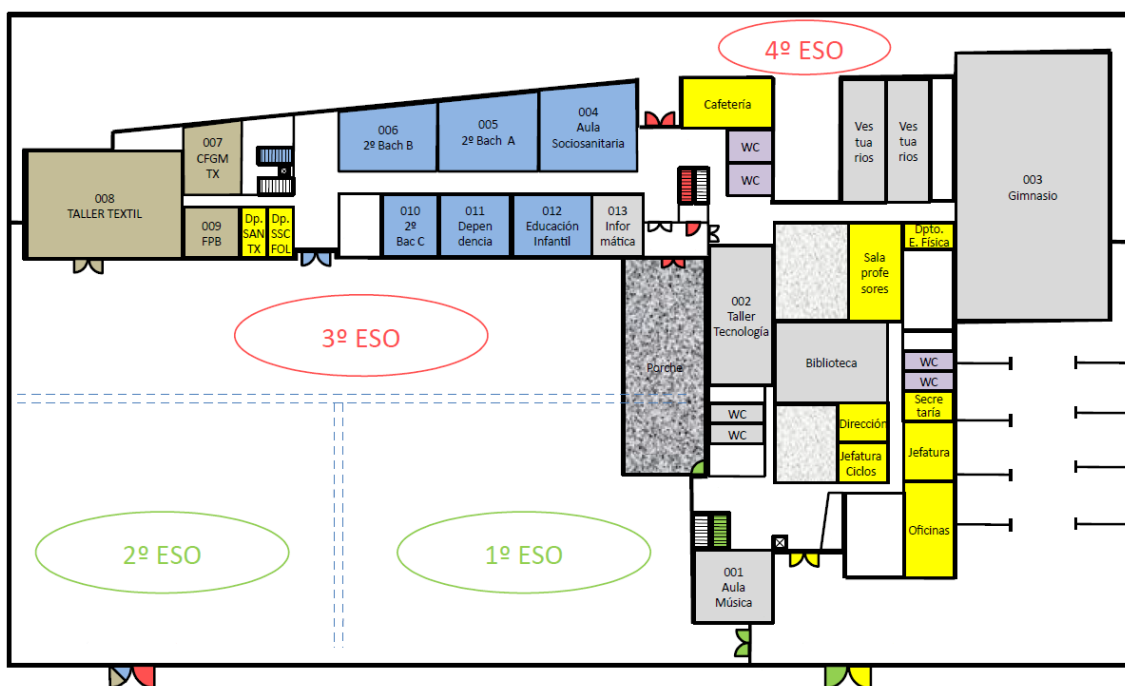 4º ESO
Cafetería
WC
WC
Ves
tua
rios
Ves
tua
rios
003
Gimnasio
004
Aula
Sociosanitaria
005
2º Bach A
006
2º Bach B
007
CFGM
TX
008
TALLER TEXTIL
009
FPB
Dp.
SAN
TX
Dp.
SSC
FOL
010
2º
Bac C
011
Depen
dencia
012
Educación
Infantil
013
Infor
mática
Sala
profe
sores
Dpto.
E. Física
002
Taller
Tecnología
3º ESO
Porche
Biblioteca
WC
WC
Secre
taría
WC
WC
Dirección
Jefatura
Ciclos
Jefatura
Oficinas
2º ESO
1º ESO
001
Aula
Música